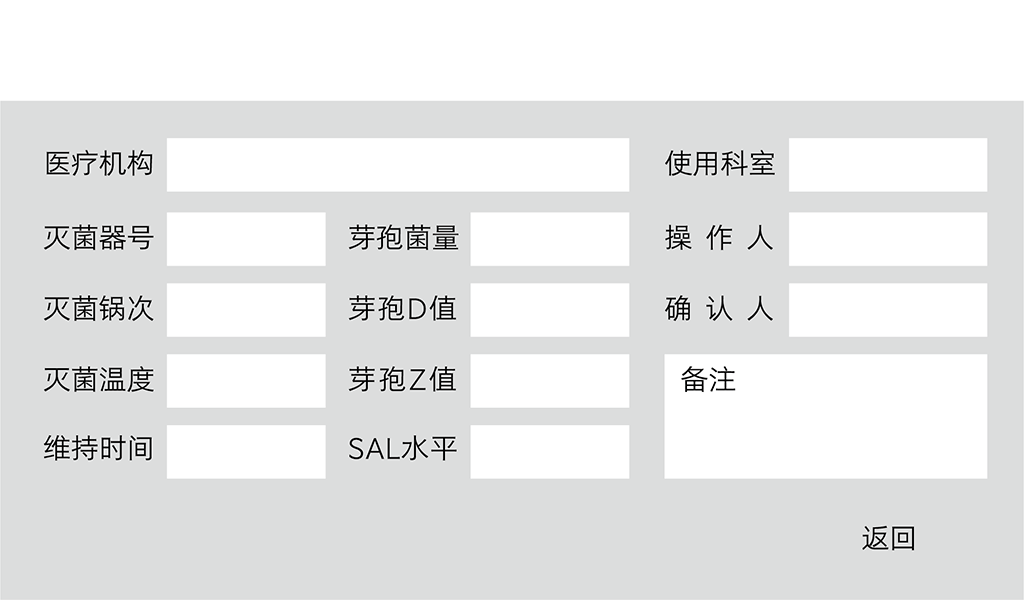 医疗机构 使用科室
灭菌器号 芽孢菌量 操作人
灭菌锅次 芽孢D值 确认人
灭菌温度 芽孢Z值 备注
维持时间 SAL水平
返回